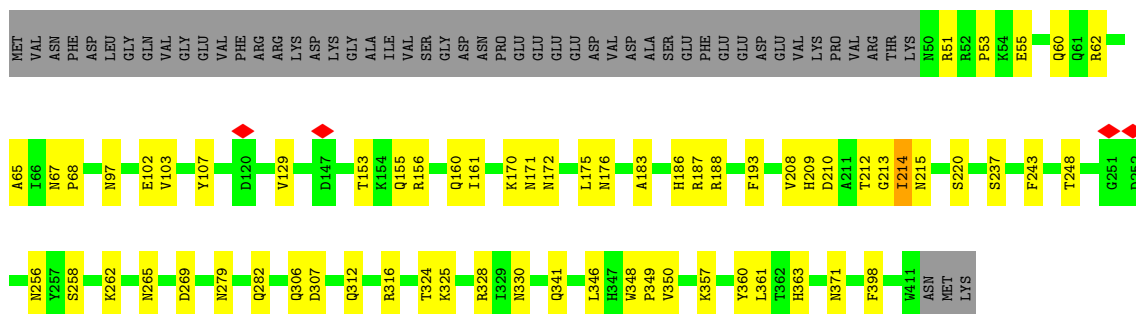 MET VAL ASN PHE ASP LEU GLY GLN VAL GLY GLU VAL PHE ARG ARG LYS ASP LYS GLY ALA ILE VAL SER GLY ASP ASN PRO GLU GLU GLU GLU ASP VAL ASP ALA SER GLU PHE GLU GLU ASP GLU VAL LYS PRO VAL ARG THR LYS N50 R51 R52 P53 K54 E55 Q60 Q61 R62
A65 I66 N67 P68 N97 E102 V103 Y107 D120 V129 D147 T153 K154 Q155 R156 Q160 I161 K170 N171 N172 L175 N176 A183 H186 R187 R188 F193 V208 H209 D210 A211 T212 G213 I214 N215 S220 S237 F243 T248 G251 D252
N256 Y257 S258 K262 N265 D269 N279 Q282 Q306 D307 Q312 R316 T324 K325 R328 I329 N330 Q341 L346 H347 W348 P349 V350 K357 Y360 L361 T362 H363 N371 F398 W411 ASN MET LYS